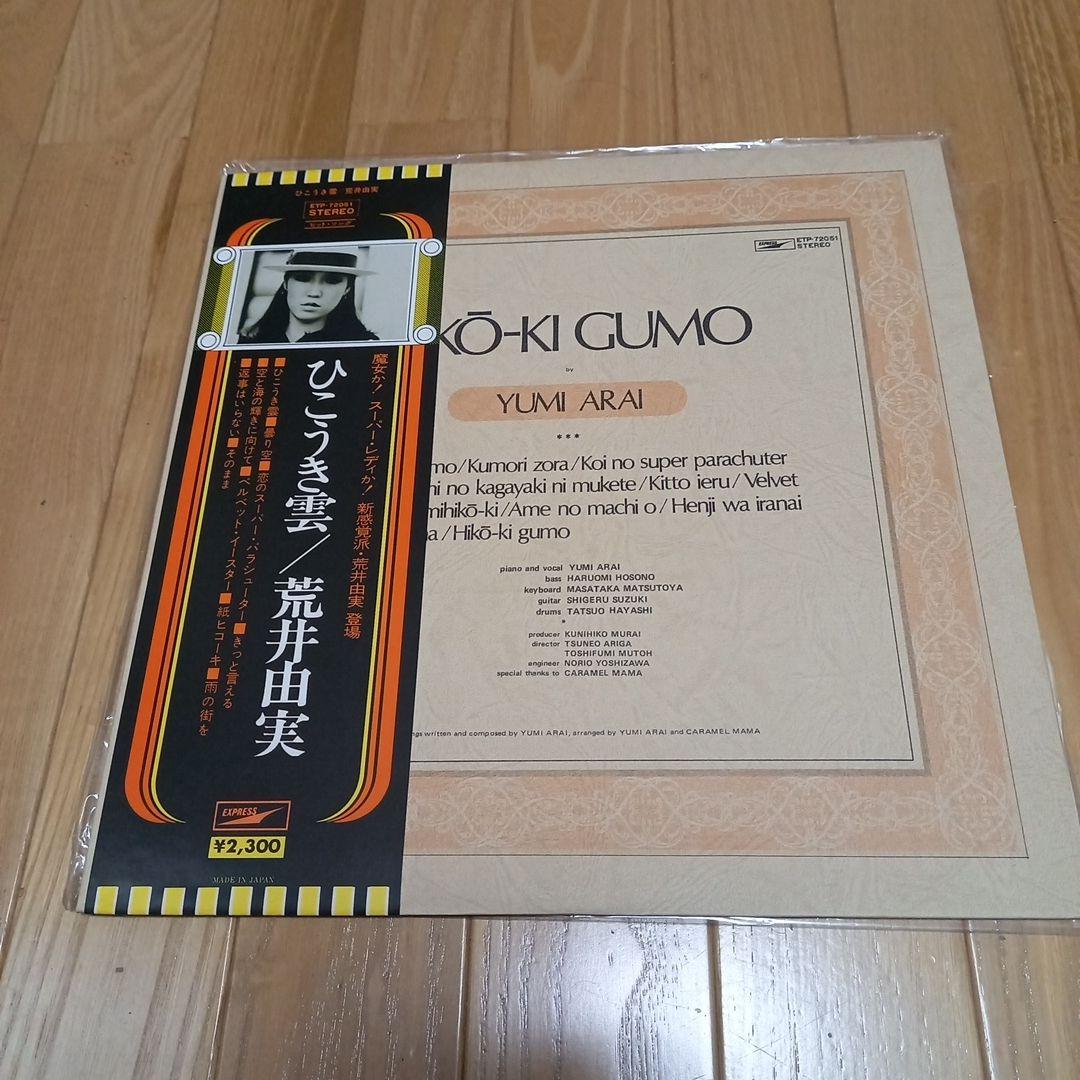 ひこうき雲 荒井由実
ETP-72051
STEREO
魔女か!スーパー・レディか! 新感覚派・荒井由実 登場
ひこうき雲/荒井由実
■ひこうき雲■曇り空■恋のスーパー・パラシューター■きっと言える
■空と海の輝きに向けて■ベルベット・イースター■紙ヒコーキ■雨の街を
■返事はいらない■そのまま
EXPRESS
¥2,300
MADE IN JAPAN
EXPRESS
ETP-72051
STEREO
KŌ-KI GUMO
by
YUMI ARAI
***
mo/Kumori zora/Koi no super parachuter
ni no kagayaki ni mukete/Kitto ieru/Velvet
mihikō-ki/Ame no machi o/Henji wa iranai
a/Hikō-ki gumo
piano and vocal YUMI ARAI
bass HARUOMI HOSONO
keyboard MASATAKA MATSUTOYA
guitar SHIGERU SUZUKI
drums TATSUO HAYASHI
*
producer KUNIHIKO MURAI
director TSUNEO ARIGA
TOSHIFUMI MUTOH
engineer NORIO YOSHIZAWA
special thanks to CARAMEL MAMA
ngs written and composed by YUMI ARAI, arranged by YUMI ARAI and CARAMEL MAMA